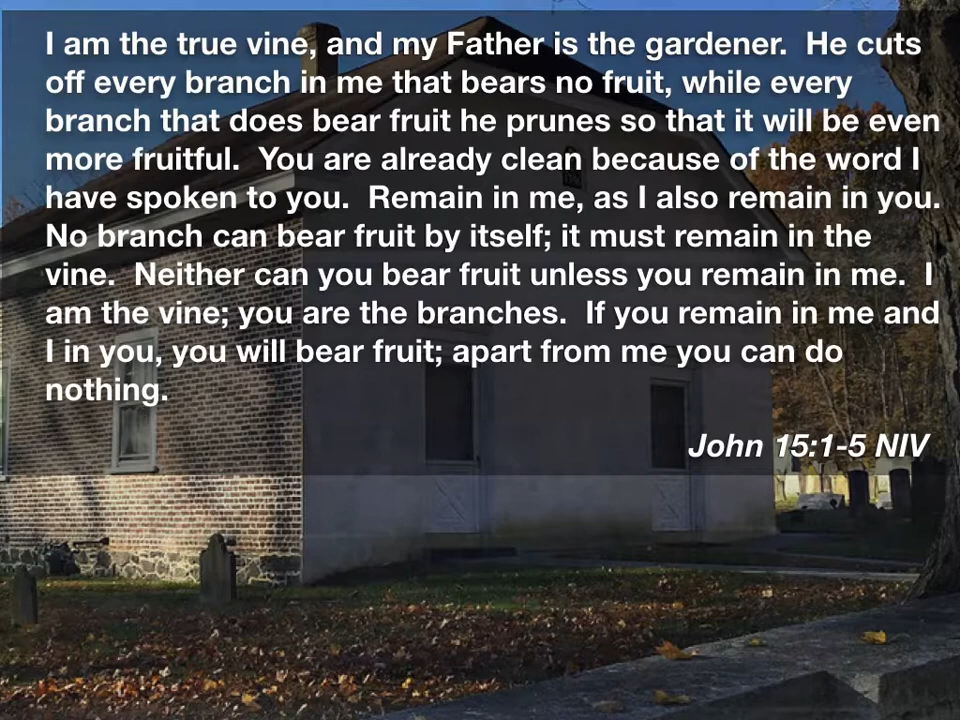 I am the true vine, and my Father is the gardener.  He cuts
off every branch in me that bears no fruit, while every
branch that does bear fruit he prunes so that it will be even
more fruitful.  You are already clean because of the word I
have spoken to you.  Remain in me, as I also remain in you.
No branch can bear fruit by itself; it must remain in the
vine.  Neither can you bear fruit unless you remain in me.  I
am the vine; you are the branches.  If you remain in me and
I in you, you will bear fruit; apart from me you can do
nothing.
John 15:1-5 NIV